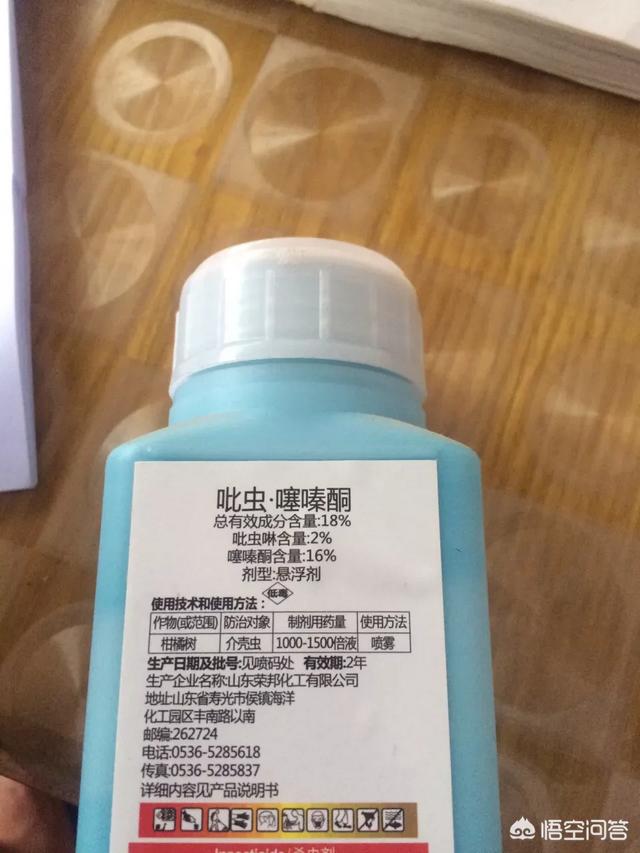 吡虫·噻嗪酮
总有效成分含量:18%
吡虫啉含量:2%
噻嗪酮含量:16%
剂型:悬浮剂
低毒
使用技术和使用方法:
作物(或范围) 防治对象 制剂用药量 使用方法
柑橘树 介壳虫 1000-1500倍液 喷雾
生产日期及批号:见喷码处 有效期:2年
生产企业名称:山东荣邦化工有限公司
地址:山东省寿光市侯镇海洋
化工园区丰南路以南
邮编:262724
电话:0536-5285618
传真:0536-5285837
详细内容见产品说明书
Insecticide/杀虫剂
悟空问答